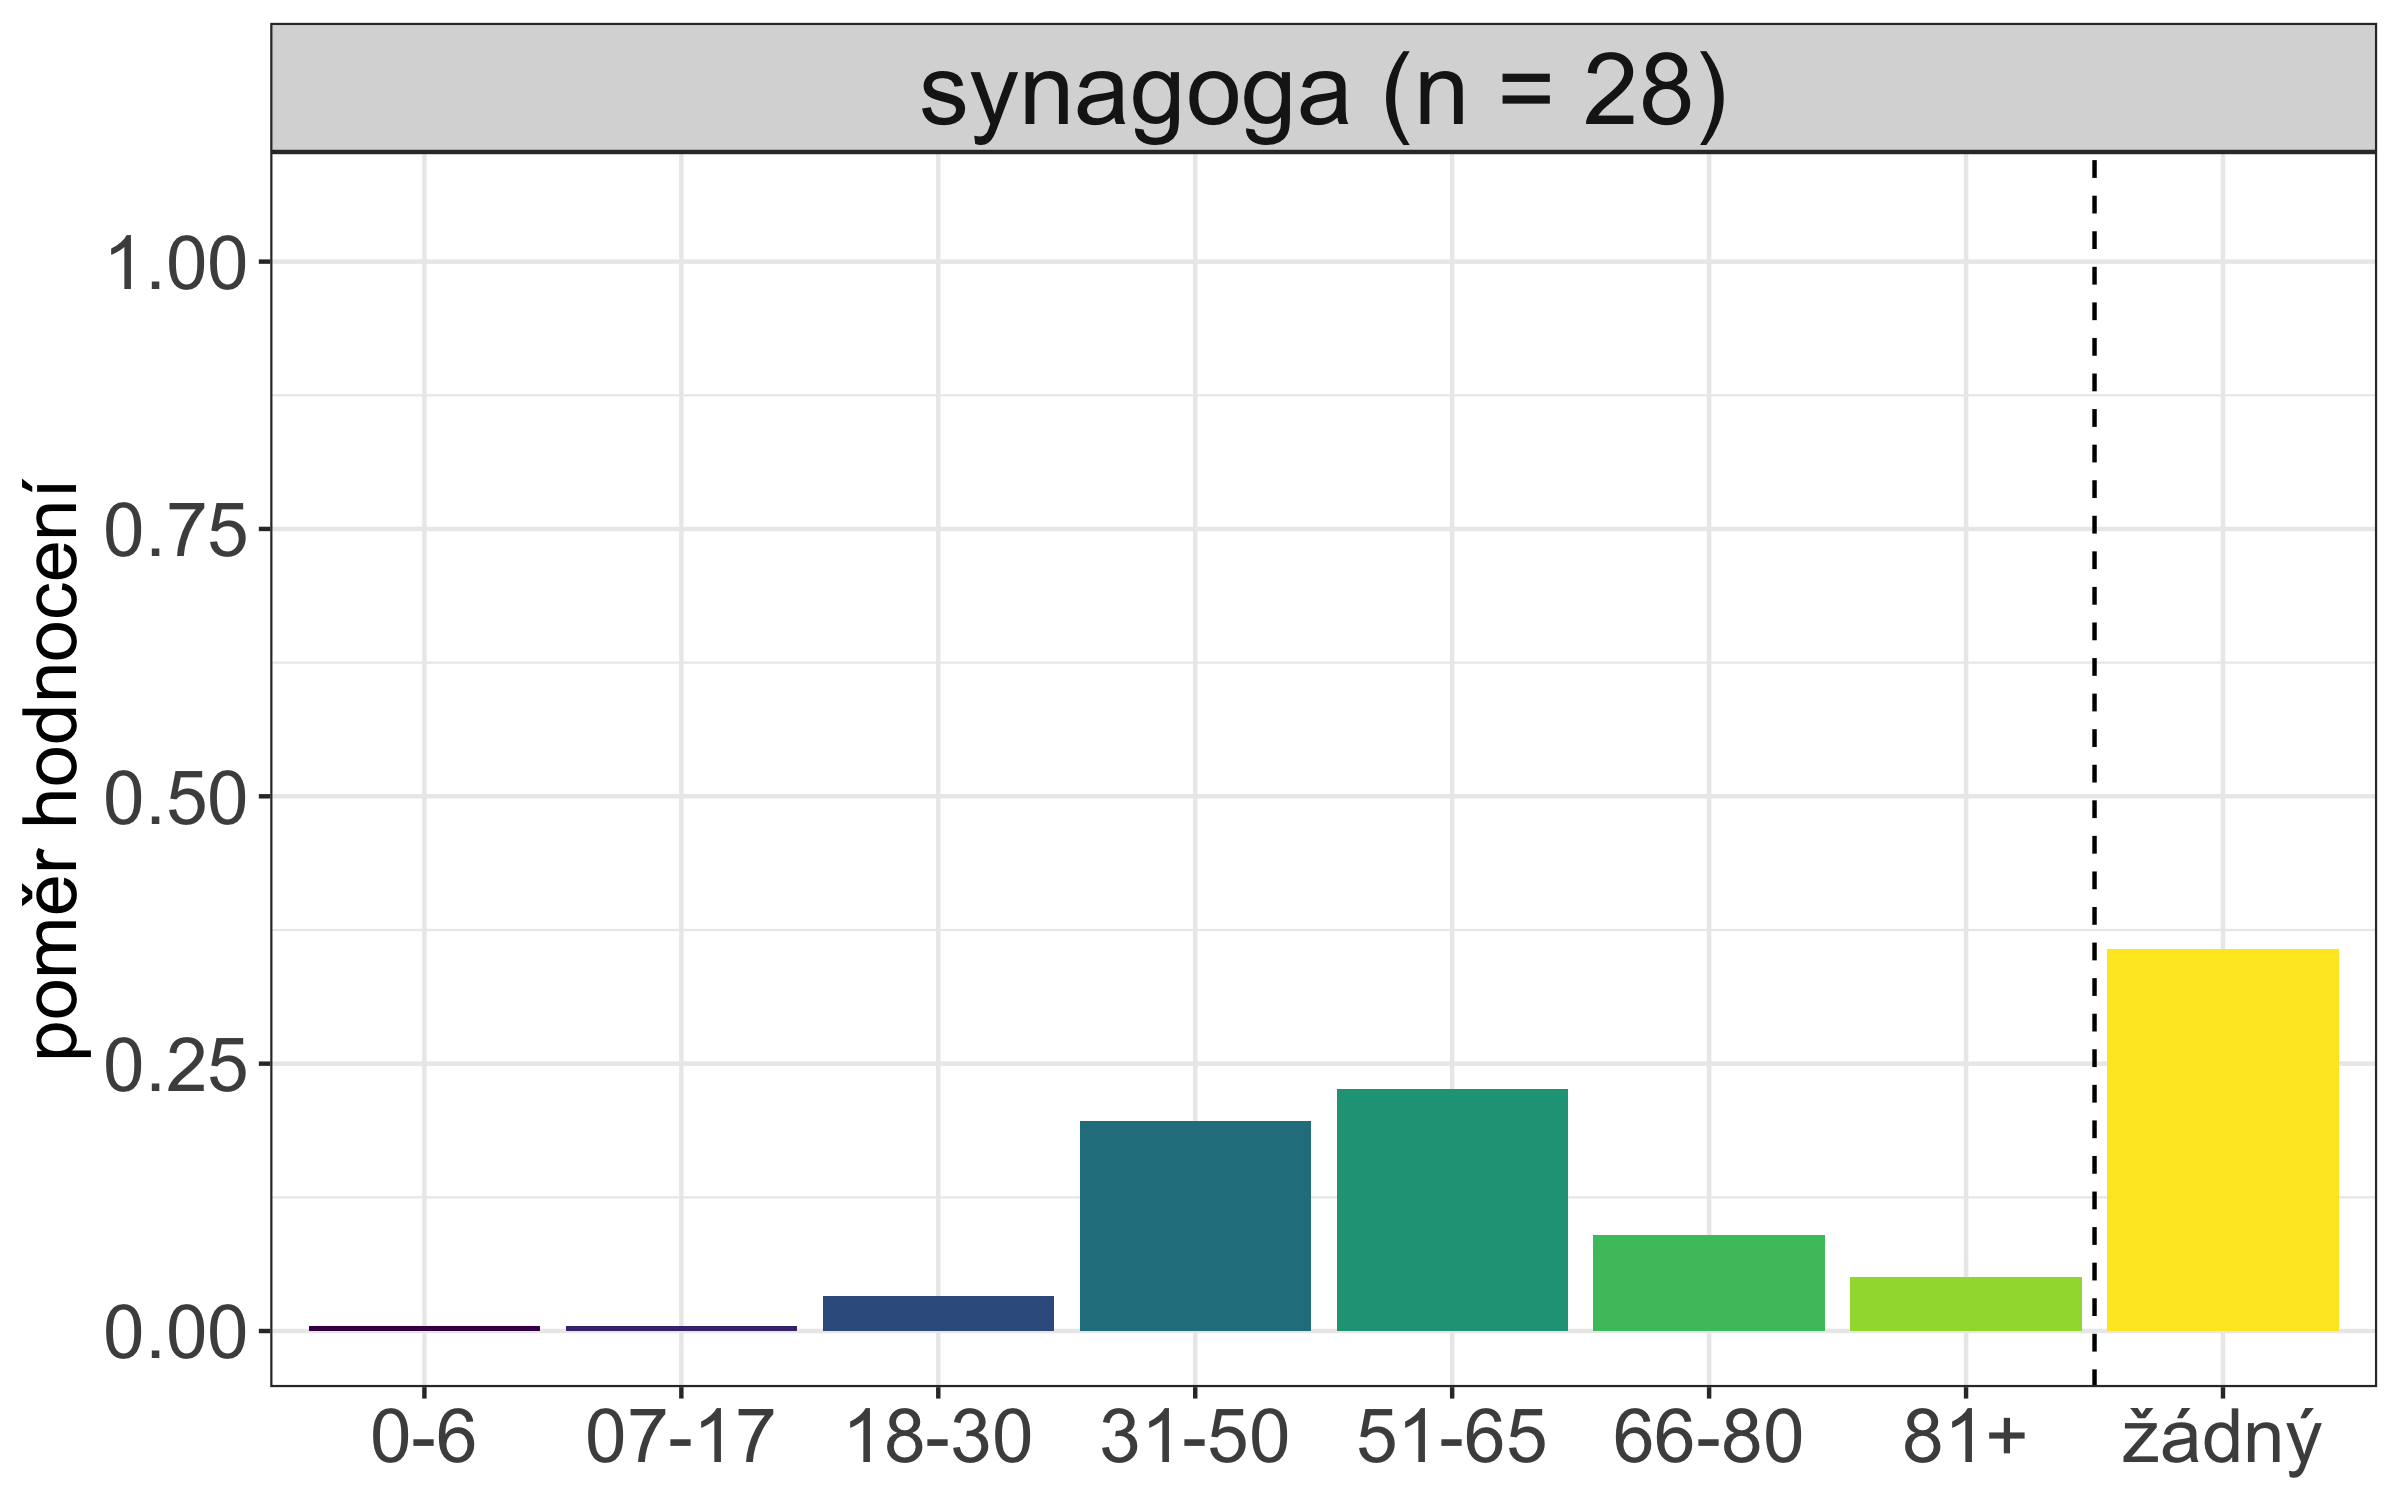 synagoga (n = 28)
poměr hodnocení
1.00
0.75
0.50
0.25
0.00
0-6 07-17 18-30 31-50 51-65 66-80 81+ žádný